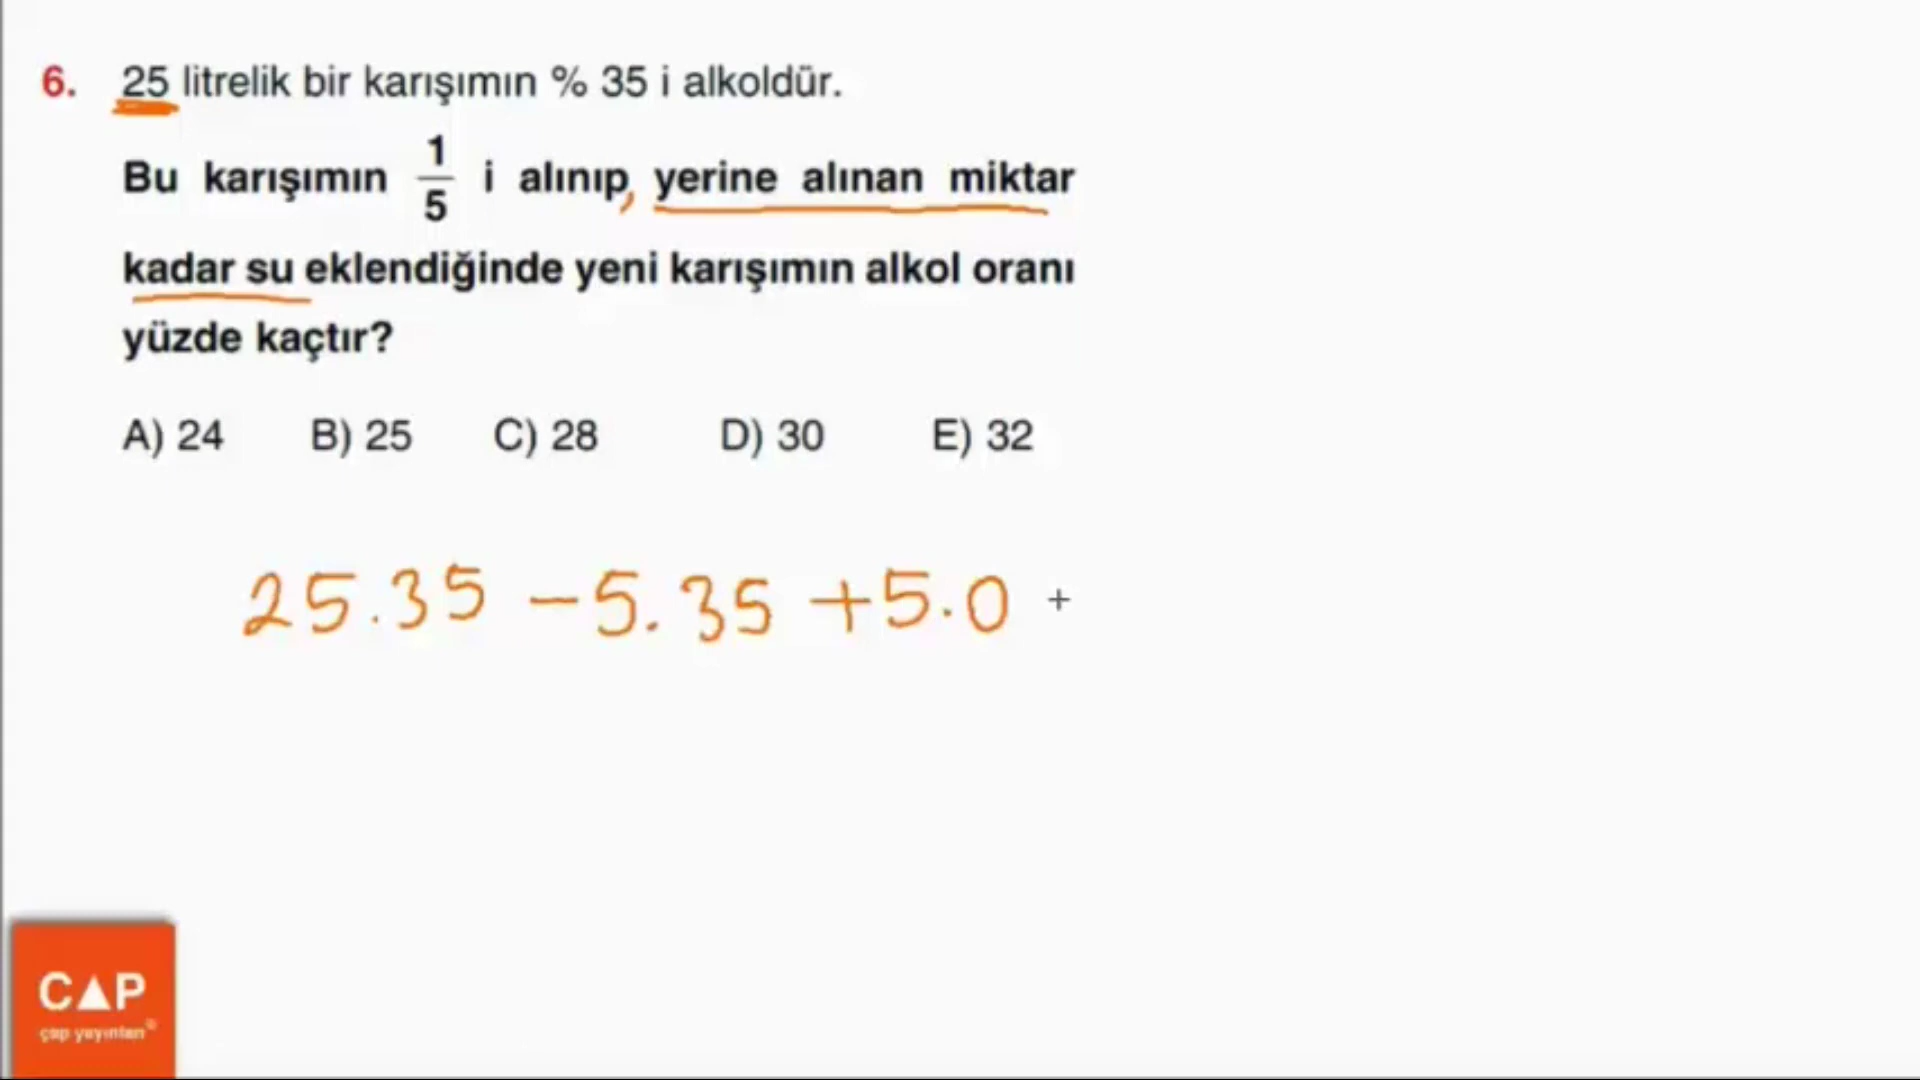 6. 25 litrelik bir karışımın % 35 i alkoldür.
Bu karışımın 1/5 i alınıp, yerine alınan miktar
kadar su eklendiğinde yeni karışımın alkol oranı
yüzde kaçtır?
A) 24 B) 25 C) 28 D) 30 E) 32
25.35 - 5.35 + 5.0
CAP
çap yayınları®